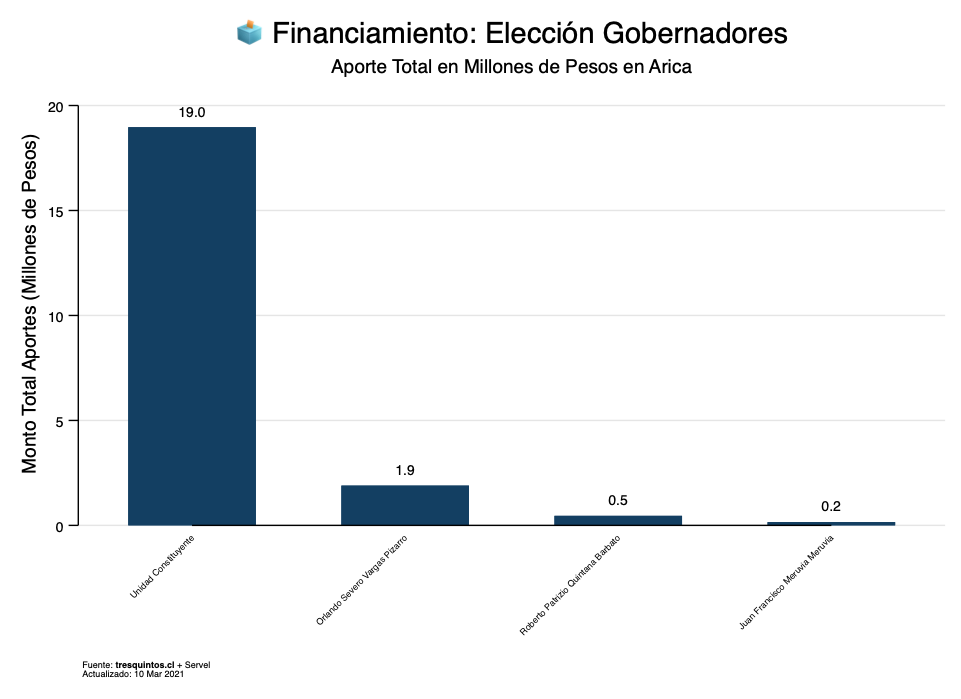 Financiamiento: Elección Gobernadores
Aporte Total en Millones de Pesos en Arica
Monto Total Aportes (Millones de Pesos)
20
15
10
5
0
19.0
1.9
0.5
0.2
Unidad Constituyente
Orlando Severo Vargas Pizarro
Roberto Patrizio Quintana Barbato
Juan Francisco Meruvia Meruvia
Fuente: tresquintos.cl + Servel
Actualizado: 10 Mar 2021